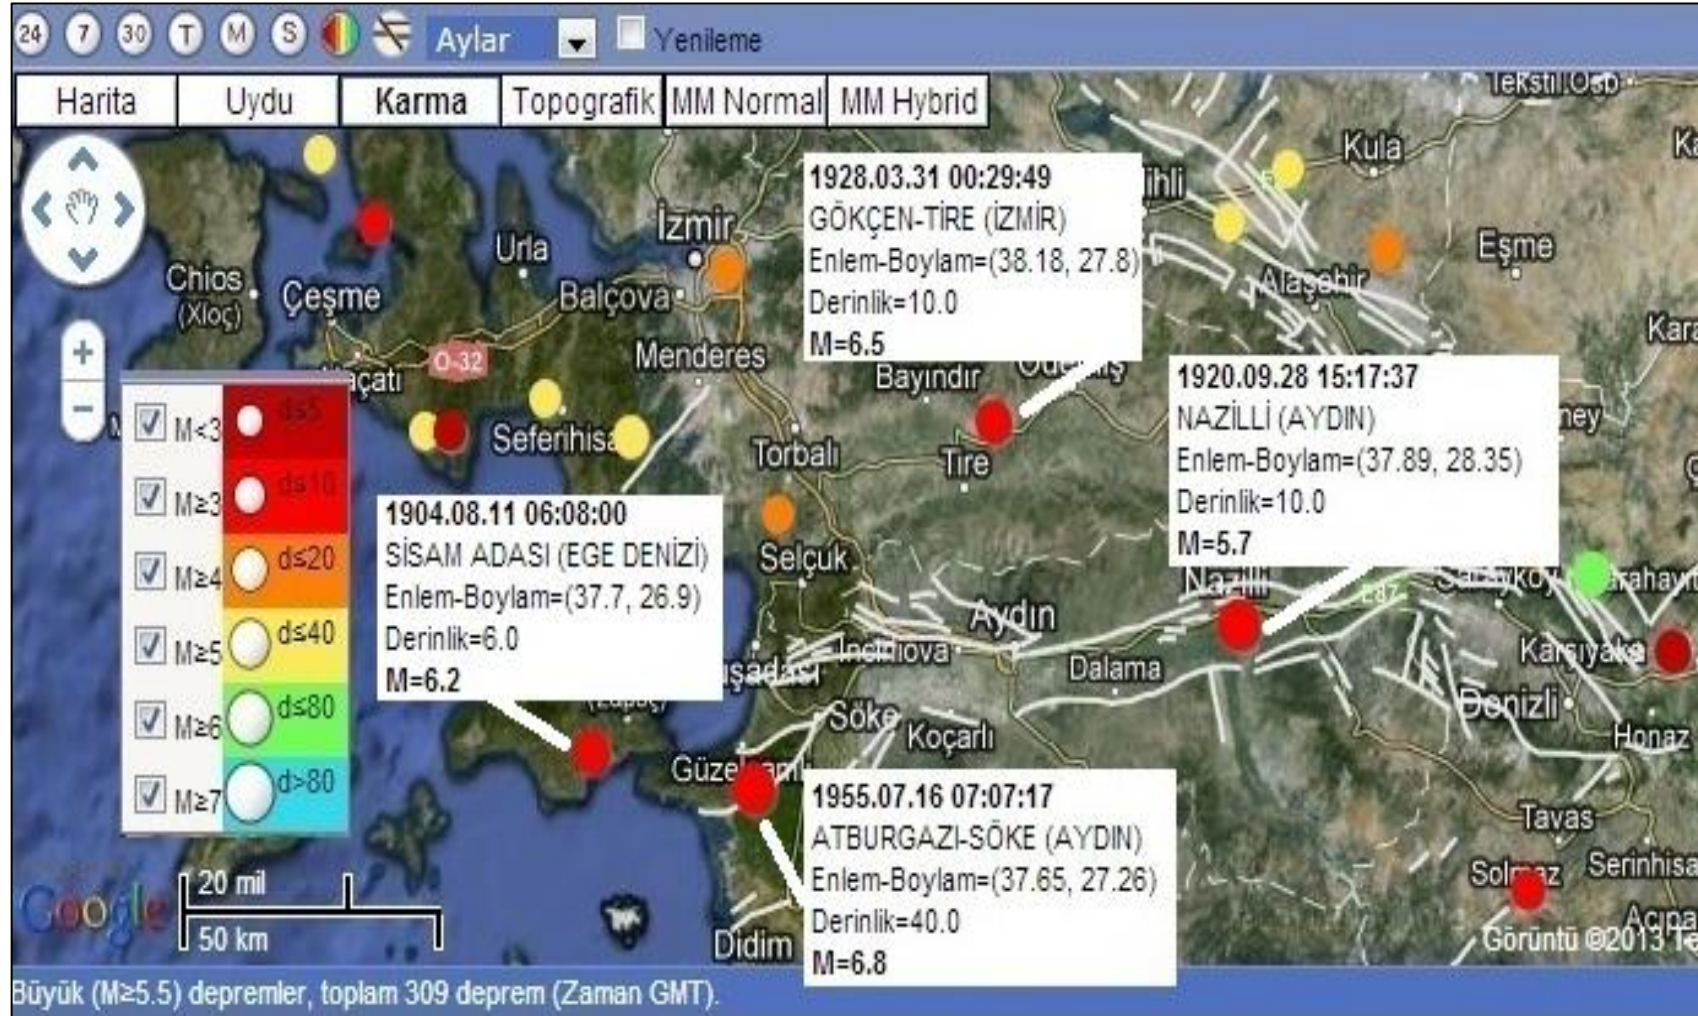 24 7 30 T M S Aylar Yenileme
Harita Uydu Karma Topografik MM Normal MM Hybrid
Tekstil.Osb
Kula
İzmir
Urla
Chios
(Xloç)
Çeşme
Balçova
Eşme
Alaşehir
O-32
Menderes
Bayındır
Seferihisa
Torbalı
Tire
Selçuk
1928.03.31 00:29:49
GÖKÇEN-TİRE (İZMİR)
Enlem-Boylam=(38.18, 27.8)
Derinlik=10.0
M=6.5
1920.09.28 15:17:37
NAZİLLİ (AYDIN)
Enlem-Boylam=(37.89, 28.35)
Derinlik=10.0
M=5.7
1904.08.11 06:08:00
SİSAM ADASI (EGE DENİZİ)
Enlem-Boylam=(37.7, 26.9)
Derinlik=6.0
M=6.2
M<3 d≤5
M≥3 d≤10
M≥4 d≤20
M≥5 d≤40
M≥6 d≤80
M≥7 d>80
Nazilli
Aydın
İncirliova
Dalama
Karşıyaka
Denizli
Söke
Koçarlı
Honaz
Tavas
1955.07.16 07:07:17
ATBURGAZI-SÖKE (AYDIN)
Enlem-Boylam=(37.65, 27.26)
Derinlik=40.0
M=6.8
Serinhisa
Didim
Google
20 mil
50 km
Görüntü ©2013 Te
Büyük (M≥5.5) depremler, toplam 309 deprem (Zaman GMT).